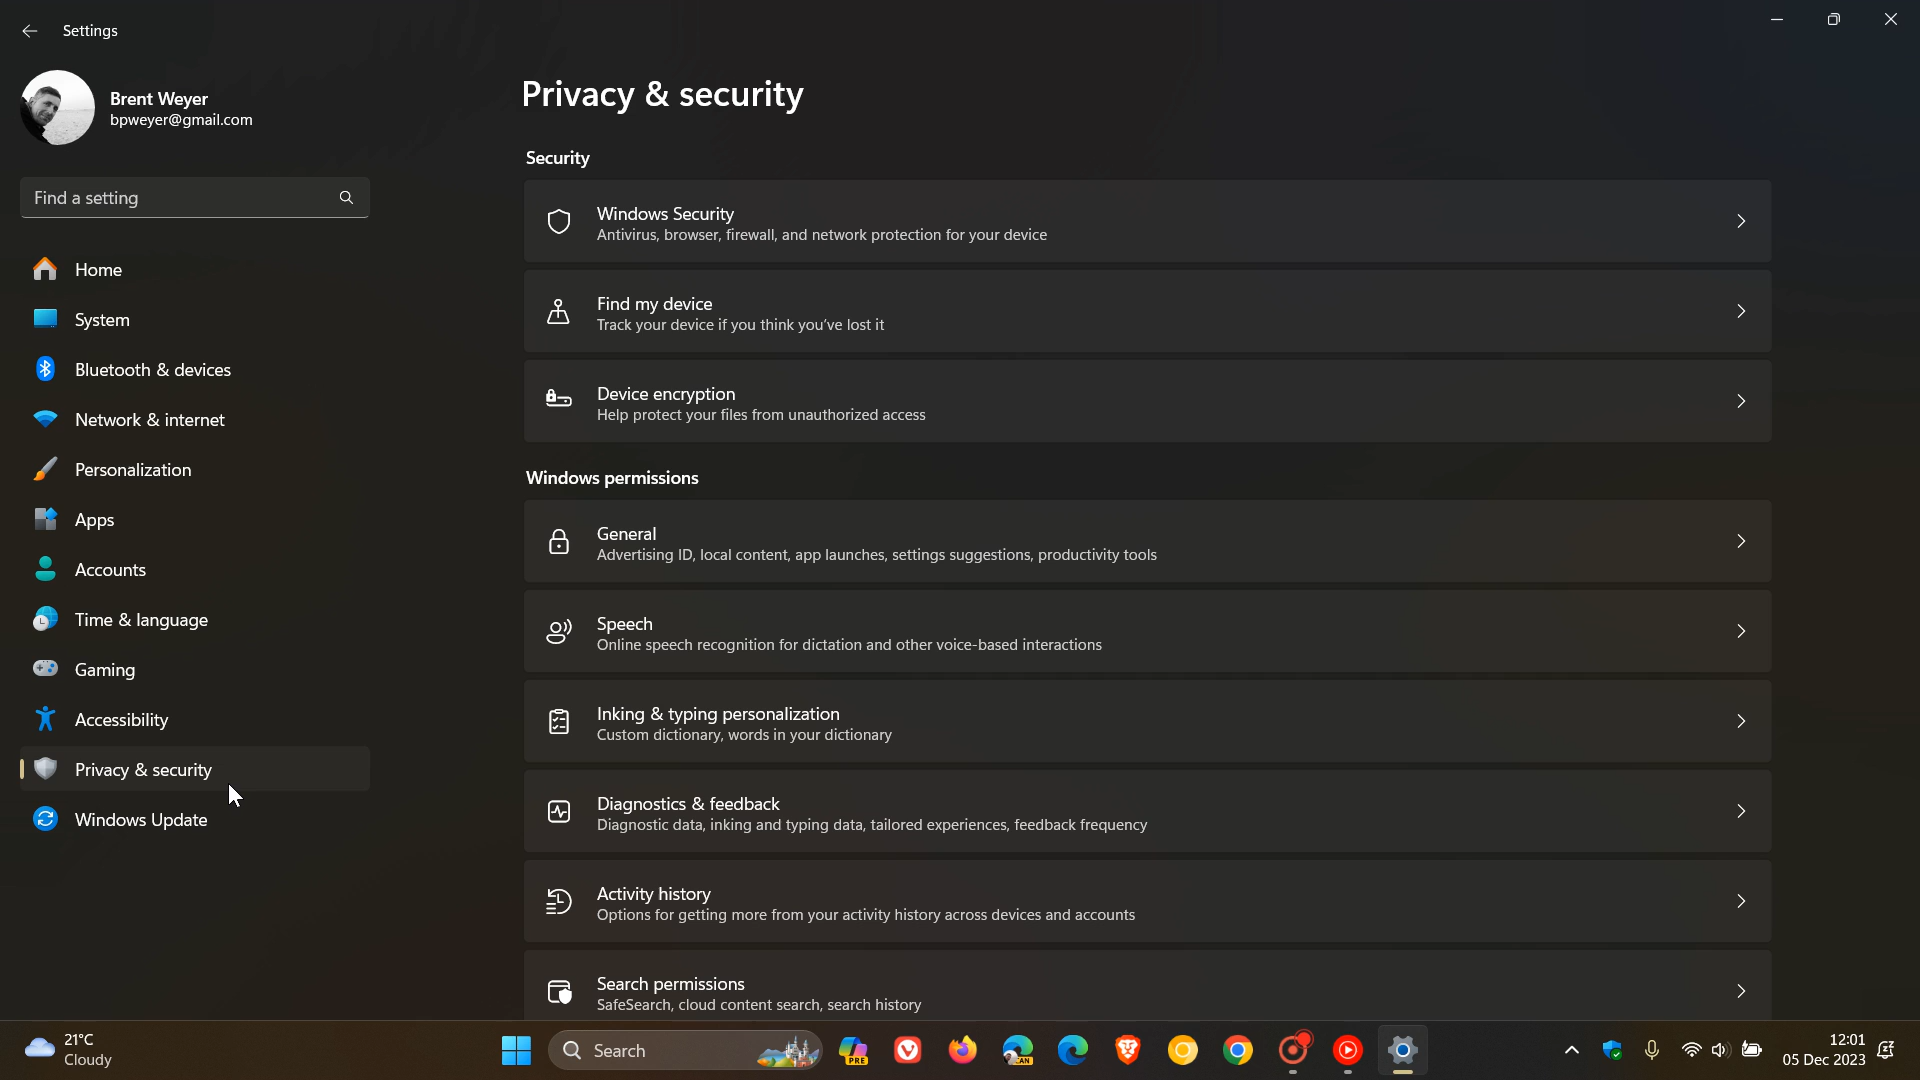 Settings
Brent Weyer
bpweyer@gmail.com
Find a setting
Home
System
Bluetooth & devices
Network & internet
Personalization
Apps
Accounts
Time & language
Gaming
Accessibility
Privacy & security
Windows Update
Privacy & security
Security
Windows Security
Antivirus, browser, firewall, and network protection for your device
Find my device
Track your device if you think you've lost it
Device encryption
Help protect your files from unauthorized access
Windows permissions
General
Advertising ID, local content, app launches, settings suggestions, productivity tools
Speech
Online speech recognition for dictation and other voice-based interactions
Inking & typing personalization
Custom dictionary, words in your dictionary
Diagnostics & feedback
Diagnostic data, inking and typing data, tailored experiences, feedback frequency
Activity history
Options for getting more from your activity history across devices and accounts
Search permissions
SafeSearch, cloud content search, search history
21°C
Cloudy
Search
PRE
CAN
12:01
05 Dec 2023